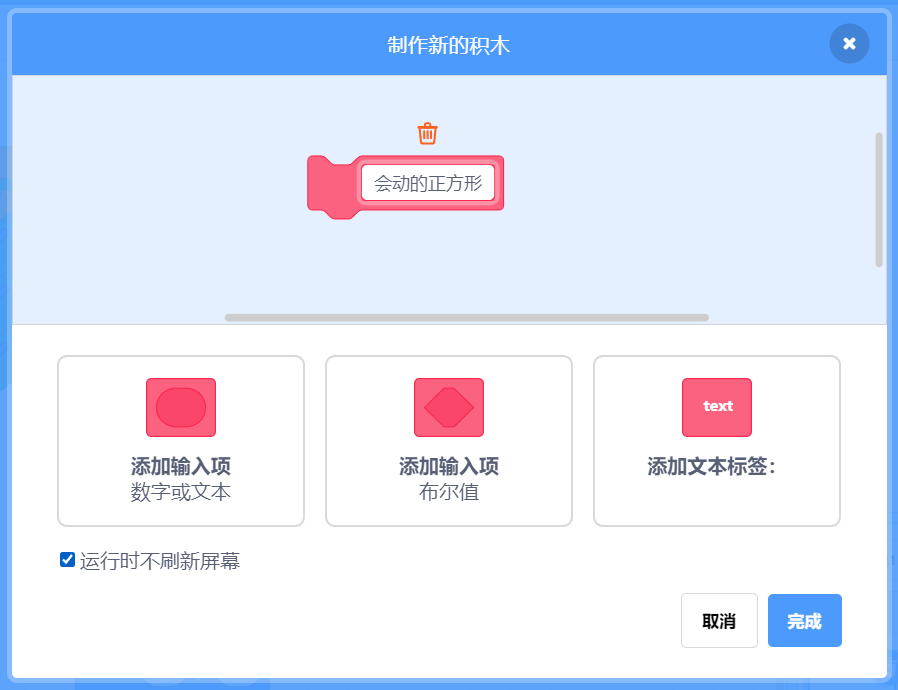 制作新的积木
会动的正方形
添加输入项
数字或文本
添加输入项
布尔值
text
添加文本标签：
运行时不刷新屏幕
取消
完成